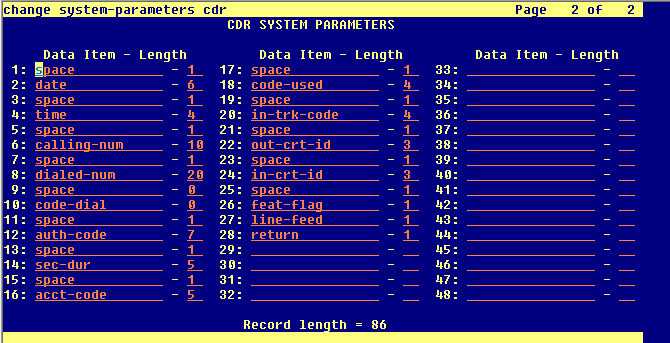 change system-parameters cdr Page 2 of 2
CDR SYSTEM PARAMETERS
Data Item - Length Data Item - Length Data Item - Length
1: space - 1 17: space - 1 33: -
2: date - 6 18: code-used - 4 34: -
3: space - 1 19: space - 1 35: -
4: time - 4 20: in-trk-code - 4 36: -
5: space - 1 21: space - 1 37: -
6: calling-num - 10 22: out-crt-id - 3 38: -
7: space - 1 23: space - 1 39: -
8: dialed-num - 20 24: in-crt-id - 3 40: -
9: space - 0 25: space - 1 41: -
10: code-dial - 0 26: feat-flag - 1 42: -
11: space - 1 27: line-feed - 1 43: -
12: auth-code - 7 28: return - 1 44: -
13: space - 1 29: - 45: -
14: sec-dur - 5 30: - 46: -
15: space - 1 31: - 47: -
16: acct-code - 5 32: - 48: -
Record length = 86